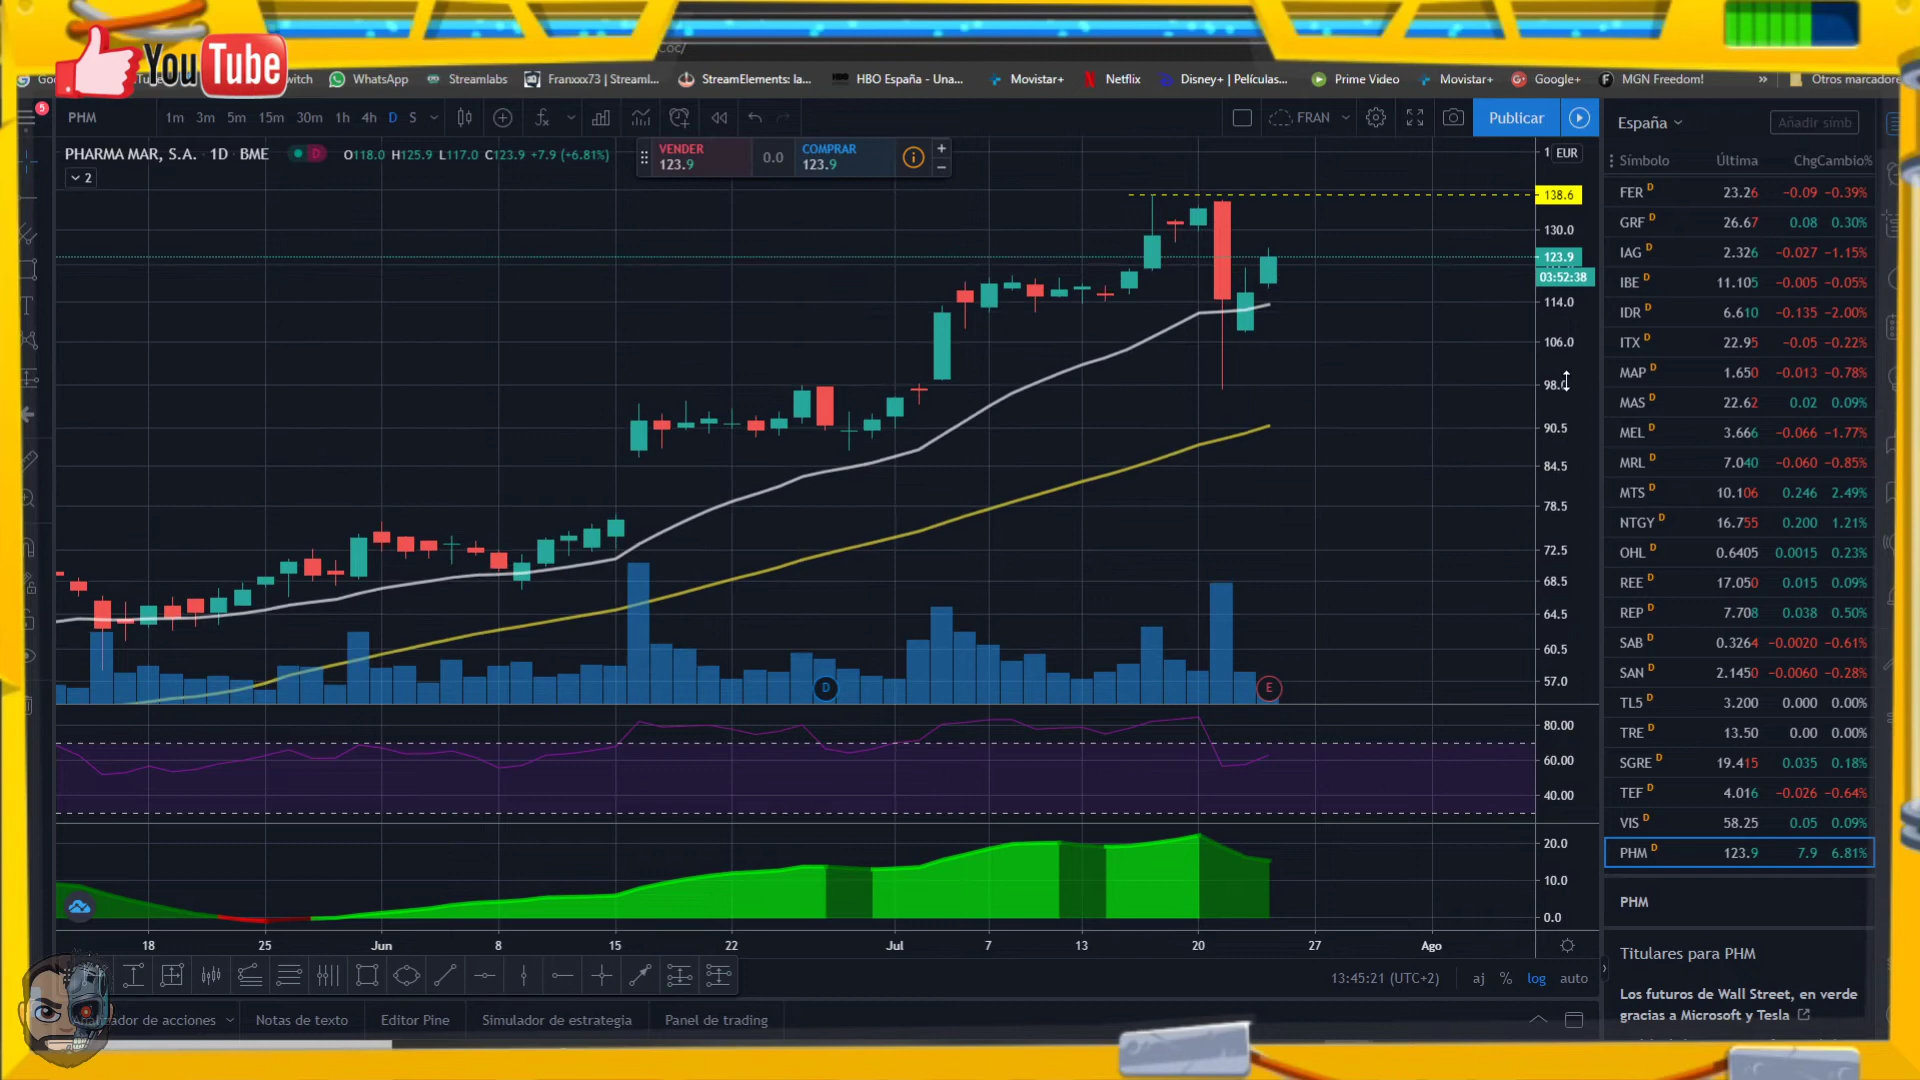 You Tube
Coc/
Go
witch
WhatsApp
Streamlabs
Franxxx73 | Streaml...
StreamElements: la...
HBO España - Una...
Movistar+
Netflix
Disney+ | Películas...
Prime Video
Movistar+
Google+
MGN Freedom!
»
Otros marcadore
5
PHM
1m 3m 5m 15m 30m 1h 4h D S
FRAN
Publicar
España
Añadir símb
PHARMA MAR, S.A. · 1D · BME
D
O118.0 H125.9 L117.0 C123.9 +7.9 (+6.81%)
VENDER
123.9
0.0
COMPRAR
123.9
2
EUR
138.6
130.0
123.9
03:52:38
114.0
106.0
98.0
90.5
84.5
78.5
72.5
68.5
64.5
60.5
57.0
D
E
80.00
60.00
40.00
20.0
10.0
0.0
18 25 Jun 8 15 22 Jul 7 13 20 27 Ago
13:45:21 (UTC+2)
aj % log auto
Símbolo Última Chg Cambio%
FER D 23.26 −0.09 −0.39%
GRF D 26.67 0.08 0.30%
IAG D 2.326 −0.027 −1.15%
IBE D 11.105 −0.005 −0.05%
IDR D 6.610 −0.135 −2.00%
ITX D 22.95 −0.05 −0.22%
MAP D 1.650 −0.013 −0.78%
MAS D 22.62 0.02 0.09%
MEL D 3.666 −0.066 −1.77%
MRL D 7.040 −0.060 −0.85%
MTS D 10.106 0.246 2.49%
NTGY D 16.755 0.200 1.21%
OHL D 0.6405 0.0015 0.23%
REE D 17.050 0.015 0.09%
REP D 7.708 0.038 0.50%
SAB D 0.3264 −0.0020 −0.61%
SAN D 2.1450 −0.0060 −0.28%
TL5 D 3.200 0.000 0.00%
TRE D 13.50 0.00 0.00%
SGRE D 19.415 0.035 0.18%
TEF D 4.016 −0.026 −0.64%
VIS D 58.25 0.05 0.09%
PHM D 123.9 7.9 6.81%
PHM
Titulares para PHM
Los futuros de Wall Street, en verde
gracias a Microsoft y Tesla
de acciones
Notas de texto
Editor Pine
Simulador de estrategia
Panel de trading